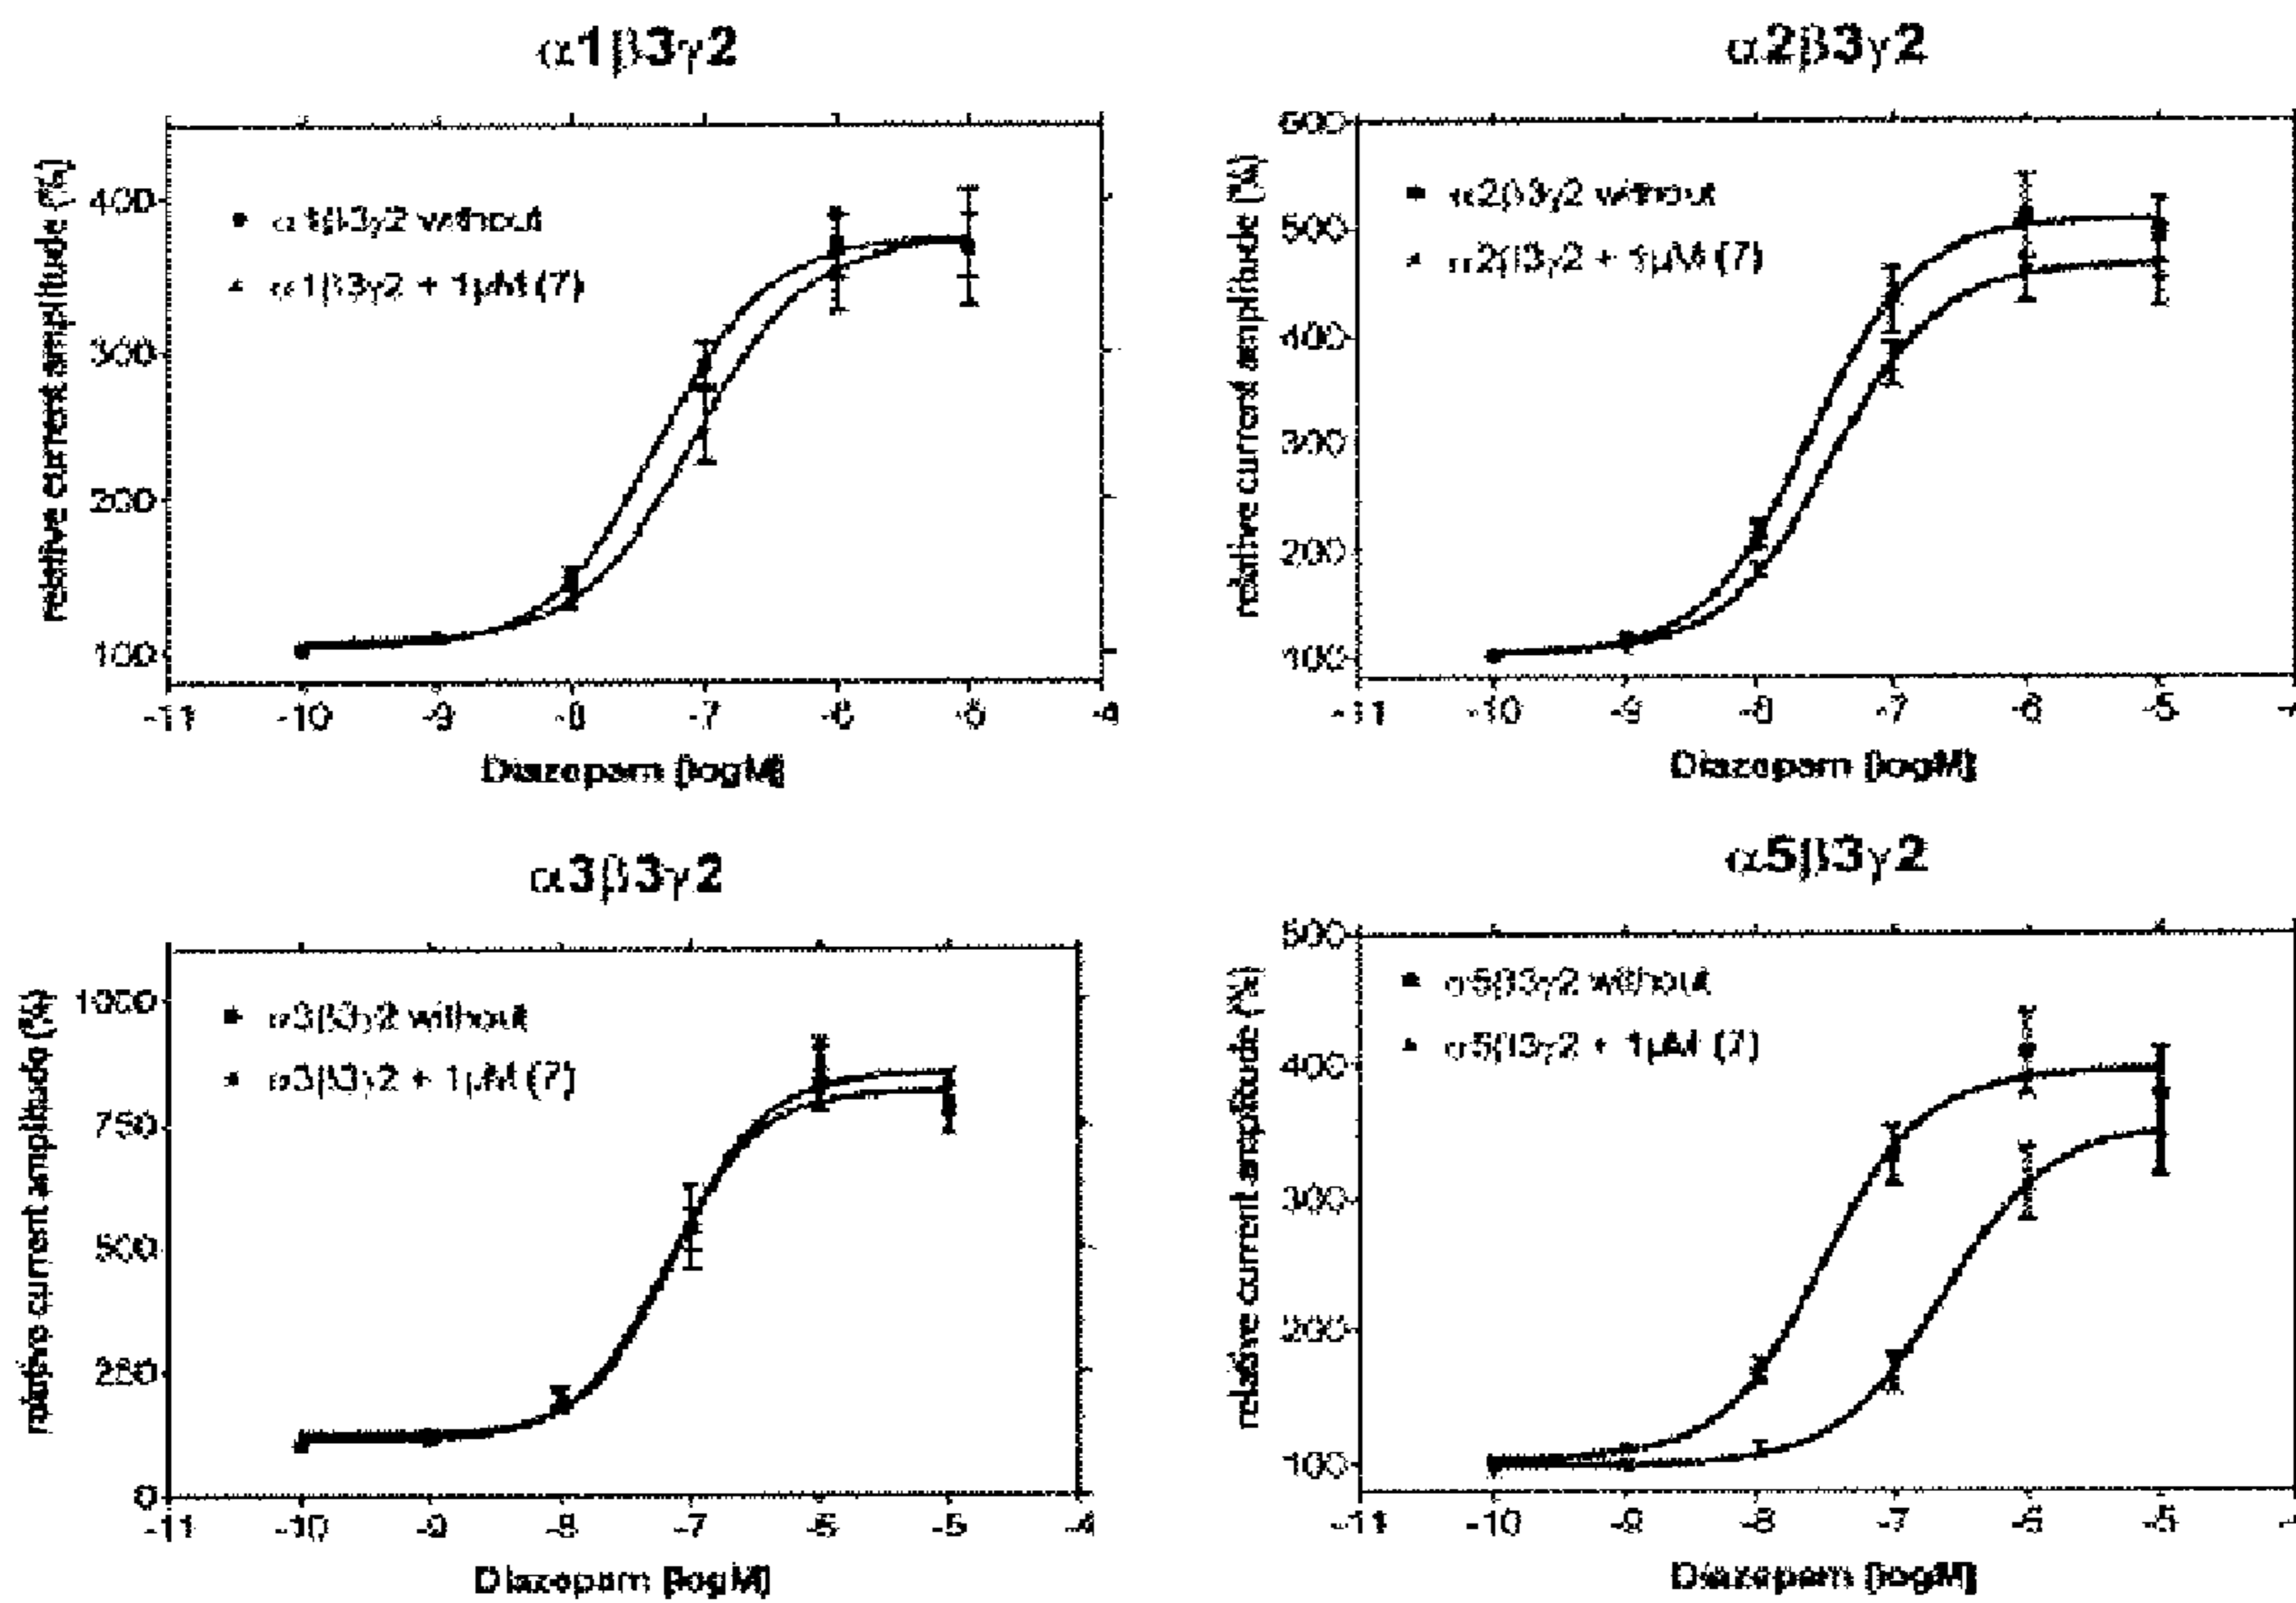 α1β3γ2
relative current amplitude (%)
400
300
200
100
α1β3γ2 without
α1β3γ2 + 1μM (7)
-11 -10 -9 -8 -7 -6 -5 -4
Diazepam [logM]
α2β3γ2
relative current amplitude (%)
600
500
400
300
200
100
α2β3γ2 without
α2β3γ2 + 1μM (7)
-11 -10 -9 -8 -7 -6 -5
Diazepam [logM]
α3β3γ2
relative current amplitude (%)
1000
750
500
250
0
α3β3γ2 without
α3β3γ2 + 1μM (7)
-11 -10 -9 -8 -7 -6 -5 -4
Diazepam [logM]
α5β3γ2
relative current amplitude (%)
500
400
300
200
100
α5β3γ2 without
α5β3γ2 + 1μM (7)
-11 -10 -9 -8 -7 -6 -5
Diazepam [logM]